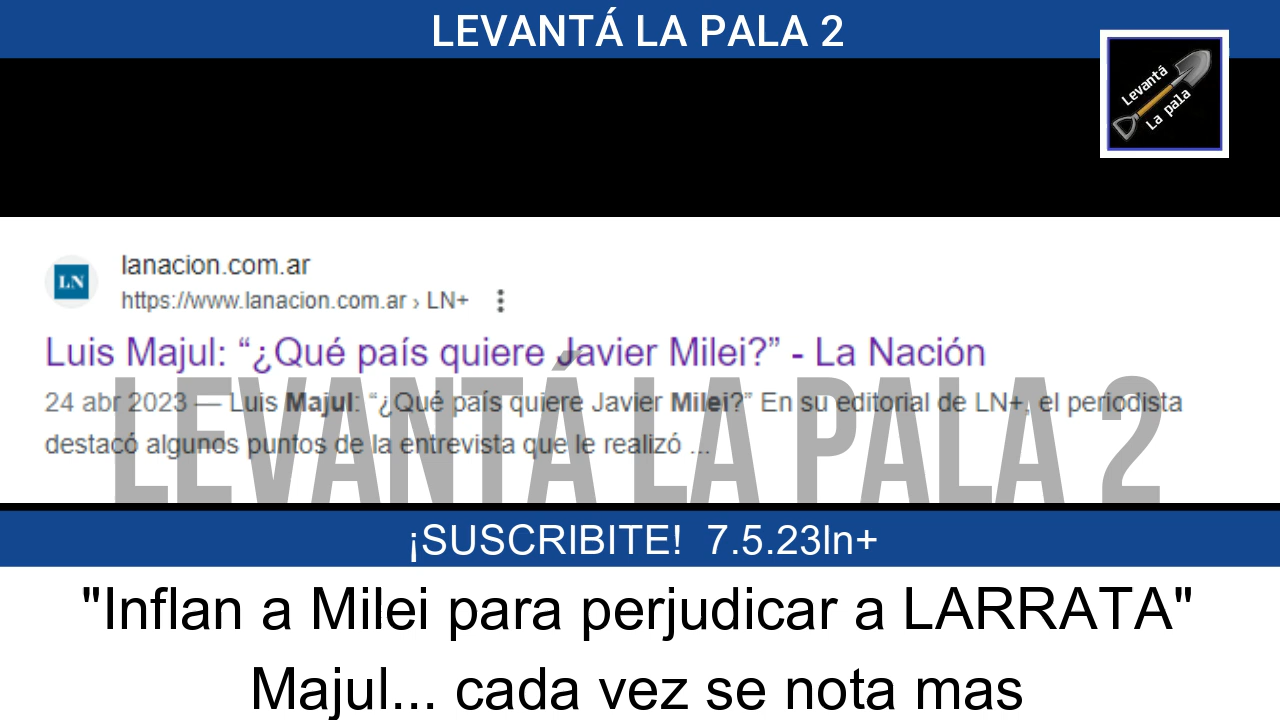 LEVANTÁ LA PALA 2
Levantá
La pala
LN
lanacion.com.ar
https://www.lanacion.com.ar › LN+
Luis Majul: “¿Qué país quiere Javier Milei?” - La Nación
24 abr 2023 — Luis Majul: “¿Qué país quiere Javier Milei?” En su editorial de LN+, el periodista
destacó algunos puntos de la entrevista que le realizó ...
LEVANTÁ LA PALA 2
¡SUSCRIBITE! 7.5.23ln+
"Inflan a Milei para perjudicar a LARRATA"
Majul... cada vez se nota mas